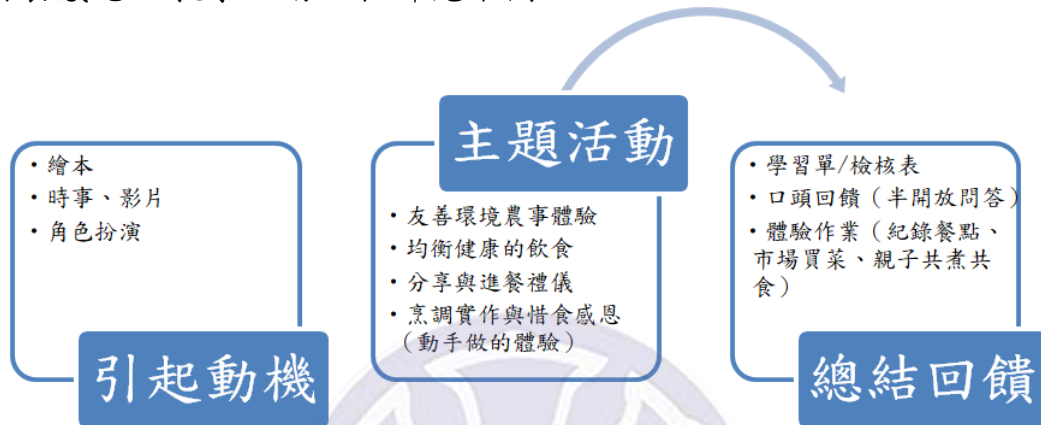 ・繪本
・時事、影片
・角色扮演
引起動機
主題活動
・友善環境農事體驗
・均衡健康的飲食
・分享與進餐禮儀
・烹調實作與惜食感恩
（動手做的體驗）
・學習單/檢核表
・口頭回饋（半開放問答）
・體驗作業（紀錄餐點、
市場買菜、親子共煮共
食）
總結回饋